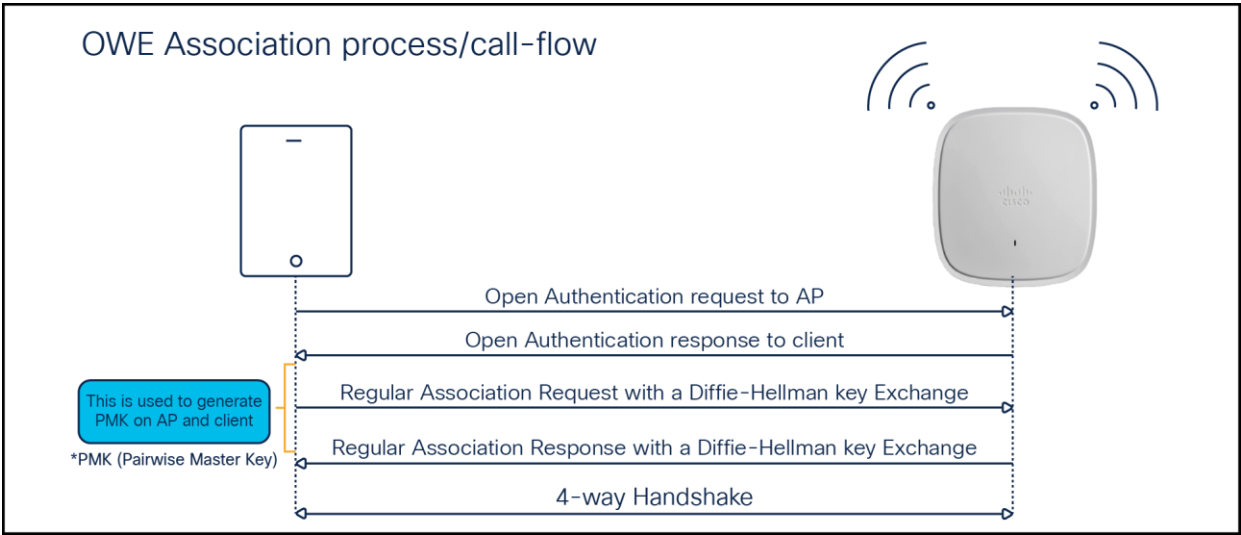 OWE Association process/call-flow
cisco
Open Authentication request to AP
Open Authentication response to client
This is used to generate
PMK on AP and client
*PMK (Pairwise Master Key)
Regular Association Request with a Diffie-Hellman key Exchange
Regular Association Response with a Diffie-Hellman key Exchange
4-way Handshake